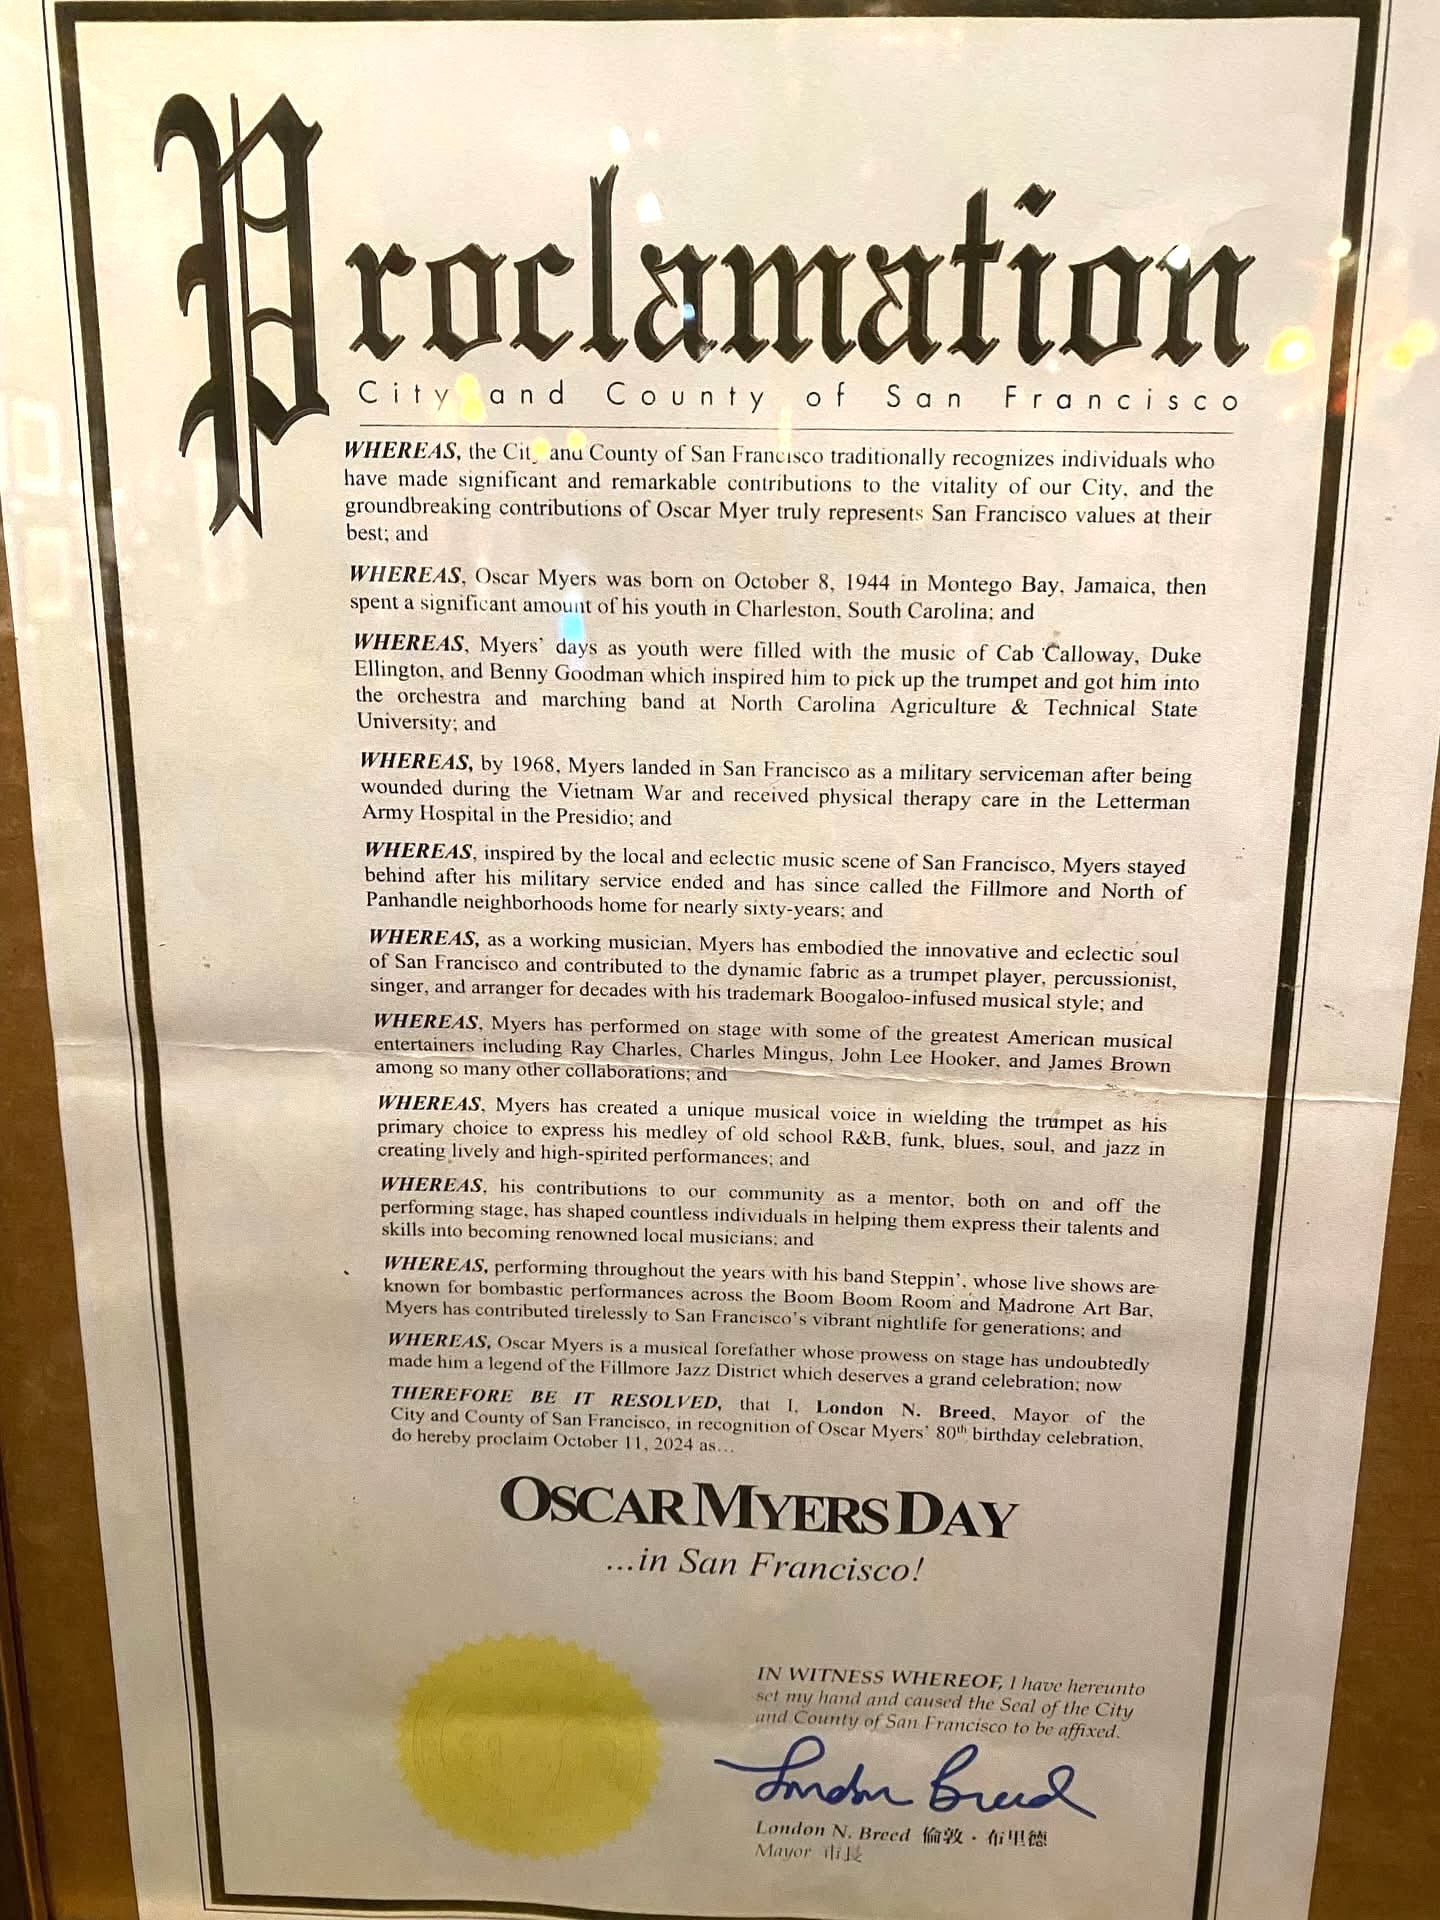 Proclamation
City and County of San Francisco
WHEREAS, the City and County of San Francisco traditionally recognizes individuals who
have made significant and remarkable contributions to the vitality of our City, and the
groundbreaking contributions of Oscar Myer truly represents San Francisco values at their
best; and
WHEREAS, Oscar Myers was born on October 8, 1944 in Montego Bay, Jamaica, then
spent a significant amount of his youth in Charleston, South Carolina; and
WHEREAS, Myers' days as youth were filled with the music of Cab Calloway, Duke
Ellington, and Benny Goodman which inspired him to pick up the trumpet and got him into
the orchestra and marching band at North Carolina Agriculture & Technical State
University; and
WHEREAS, by 1968, Myers landed in San Francisco as a military serviceman after being
wounded during the Vietnam War and received physical therapy care in the Letterman
Army Hospital in the Presidio; and
WHEREAS, inspired by the local and eclectic music scene of San Francisco, Myers stayed
behind after his military service ended and has since called the Fillmore and North of
Panhandle neighborhoods home for nearly sixty-years; and
WHEREAS, as a working musician, Myers has embodied the innovative and eclectic soul
of San Francisco and contributed to the dynamic fabric as a trumpet player, percussionist,
singer, and arranger for decades with his trademark Boogaloo-infused musical style; and
WHEREAS, Myers has performed on stage with some of the greatest American musical
entertainers including Ray Charles, Charles Mingus, John Lee Hooker, and James Brown
among so many other collaborations; and
WHEREAS, Myers has created a unique musical voice in wielding the trumpet as his
primary choice to express his medley of old school R&B, funk, blues, soul, and jazz in
creating lively and high-spirited performances; and
WHEREAS, his contributions to our community as a mentor, both on and off the
performing stage, has shaped countless individuals in helping them express their talents and
skills into becoming renowned local musicians; and
WHEREAS, performing throughout the years with his band Steppin', whose live shows are
known for bombastic performances across the Boom Boom Room and Madrone Art Bar,
Myers has contributed tirelessly to San Francisco's vibrant nightlife for generations; and
WHEREAS, Oscar Myers is a musical forefather whose prowess on stage has undoubtedly
made him a legend of the Fillmore Jazz District which deserves a grand celebration; now
THEREFORE BE IT RESOLVED, that I, London N. Breed, Mayor of the
City and County of San Francisco, in recognition of Oscar Myers' 80th birthday celebration,
do hereby proclaim October 11, 2024 as...
OSCAR MYERS DAY
...in San Francisco!
IN WITNESS WHEREOF, I have hereunto
set my hand and caused the Seal of the City
and County of San Francisco to be affixed.
London Breed
London N. Breed 倫敦·布里德
Mayor 市長